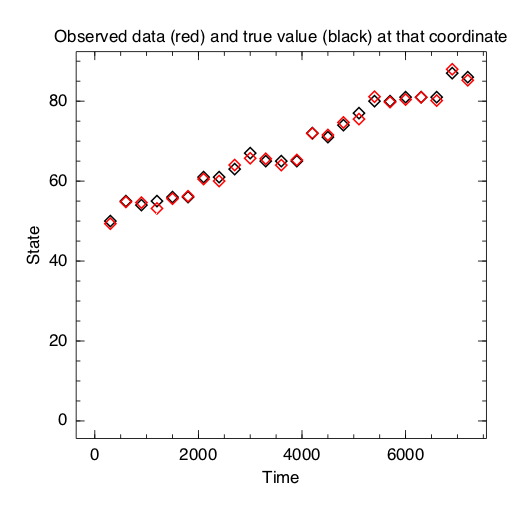 Observed data (red) and true value (black) at that coordinate
80
60
40
20
0
State
0 2000 4000 6000
Time